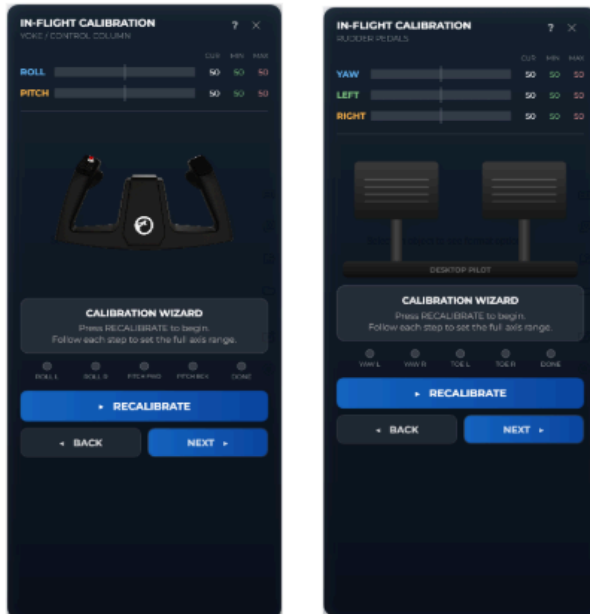 IN-FLIGHT CALIBRATION ? ×
YOKE / CONTROL COLUMN
CUR MIN MAX
ROLL 50 50 50
PITCH 50 50 50
CALIBRATION WIZARD
Press RECALIBRATE to begin.
Follow each step to set the full axis range.
ROLL L ROLL R PITCH FWD PITCH BCK DONE
RECALIBRATE
BACK NEXT
IN-FLIGHT CALIBRATION ? ×
RUDDER PEDALS
CUR MIN MAX
YAW 50 50 50
LEFT 50 50 50
RIGHT 50 50 50
DESKTOP PILOT
CALIBRATION WIZARD
Press RECALIBRATE to begin.
Follow each step to set the full axis range.
YAW L YAW R TOE L TOE R DONE
RECALIBRATE
BACK NEXT